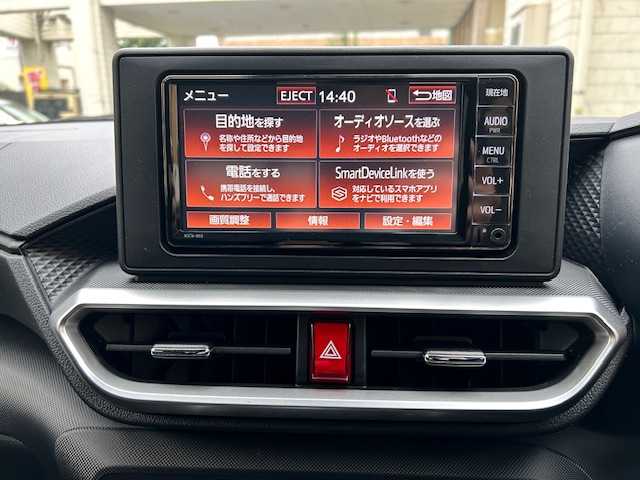 メニュー EJECT 14:40 地図
現在地
目的地を探す
名称や住所などから目的地
を探して設定できます
オーディオソースを選ぶ
ラジオやBluetoothなどの
オーディオを選択できます
電話をする
携帯電話を接続し、
ハンズフリーで通話できます
SmartDeviceLinkを使う
対応しているスマホアプリ
をナビで利用できます
画質調整 情報 設定・編集
AUDIO
PWR
MENU
CTRL
VOL+
VOL-